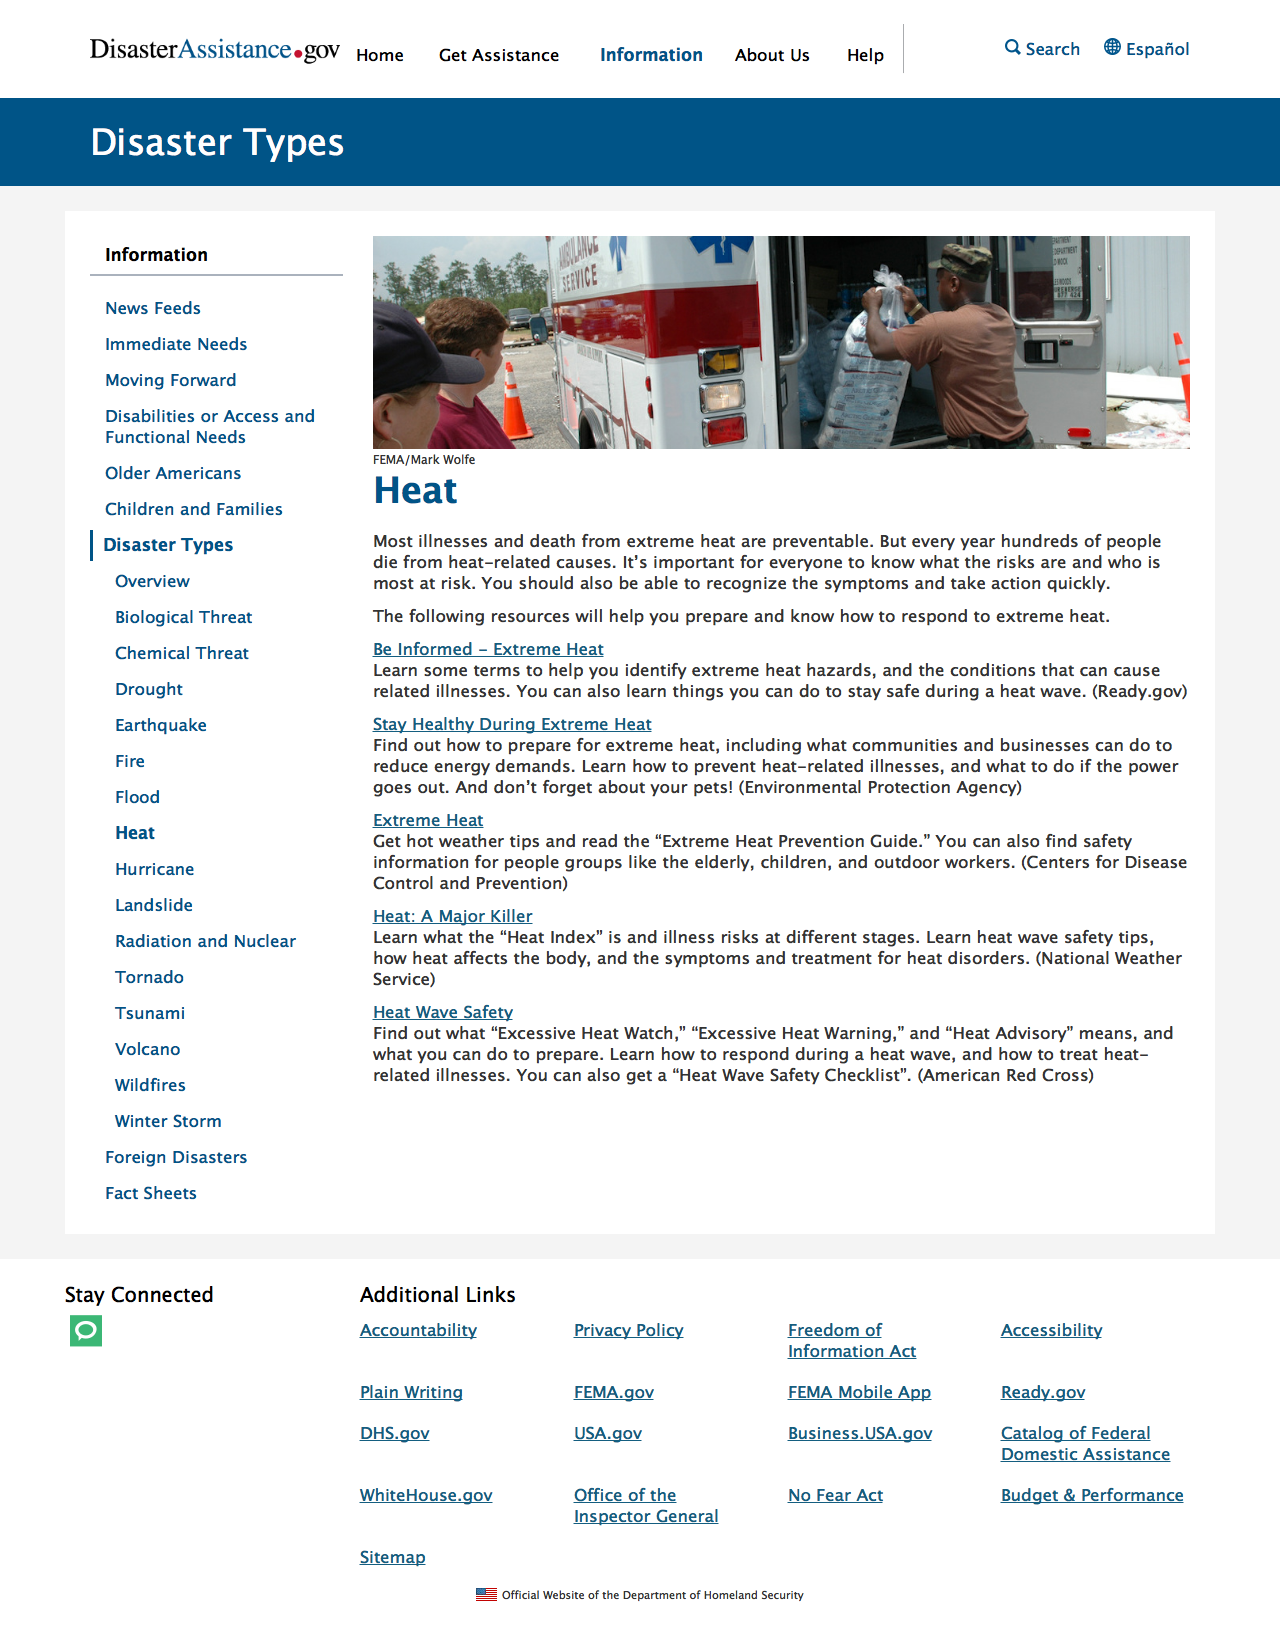 DisasterAssistance.gov
Home
Get Assistance
Information
About Us
Help
Search
Español
Disaster Types
Information
News Feeds
Immediate Needs
Moving Forward
Disabilities or Access and
Functional Needs
Older Americans
Children and Families
Disaster Types
Overview
Biological Threat
Chemical Threat
Drought
Earthquake
Fire
Flood
Heat
Hurricane
Landslide
Radiation and Nuclear
Tornado
Tsunami
Volcano
Wildfires
Winter Storm
Foreign Disasters
Fact Sheets
AMBULANCE
SERVICE
FEMA/Mark Wolfe
Heat
Most illnesses and death from extreme heat are preventable. But every year hundreds of people
die from heat-related causes. It’s important for everyone to know what the risks are and who is
most at risk. You should also be able to recognize the symptoms and take action quickly.
The following resources will help you prepare and know how to respond to extreme heat.
Be Informed – Extreme Heat
Learn some terms to help you identify extreme heat hazards, and the conditions that can cause
related illnesses. You can also learn things you can do to stay safe during a heat wave. (Ready.gov)
Stay Healthy During Extreme Heat
Find out how to prepare for extreme heat, including what communities and businesses can do to
reduce energy demands. Learn how to prevent heat-related illnesses, and what to do if the power
goes out. And don’t forget about your pets! (Environmental Protection Agency)
Extreme Heat
Get hot weather tips and read the “Extreme Heat Prevention Guide.” You can also find safety
information for people groups like the elderly, children, and outdoor workers. (Centers for Disease
Control and Prevention)
Heat: A Major Killer
Learn what the “Heat Index” is and illness risks at different stages. Learn heat wave safety tips,
how heat affects the body, and the symptoms and treatment for heat disorders. (National Weather
Service)
Heat Wave Safety
Find out what “Excessive Heat Watch,” “Excessive Heat Warning,” and “Heat Advisory” means, and
what you can do to prepare. Learn how to respond during a heat wave, and how to treat heat-
related illnesses. You can also get a “Heat Wave Safety Checklist”. (American Red Cross)
Stay Connected
Additional Links
Accountability
Privacy Policy
Freedom of
Information Act
Accessibility
Plain Writing
FEMA.gov
FEMA Mobile App
Ready.gov
DHS.gov
USA.gov
Business.USA.gov
Catalog of Federal
Domestic Assistance
WhiteHouse.gov
Office of the
Inspector General
No Fear Act
Budget & Performance
Sitemap
Official Website of the Department of Homeland Security